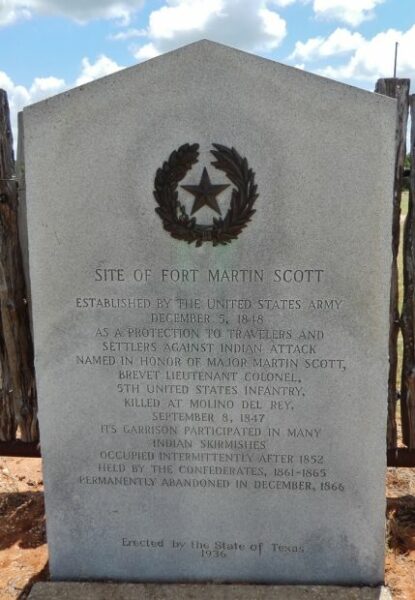 SITE OF FORT MARTIN SCOTT
ESTABLISHED BY THE UNITED STATES ARMY
DECEMBER 5, 1848
AS A PROTECTION TO TRAVELERS AND
SETTLERS AGAINST INDIAN ATTACK
NAMED IN HONOR OF MAJOR MARTIN SCOTT,
BREVET LIEUTENANT COLONEL,
5TH UNITED STATES INFANTRY,
KILLED AT MOLINO DEL REY,
SEPTEMBER 8, 1847
ITS GARRISON PARTICIPATED IN MANY
INDIAN SKIRMISHES
OCCUPIED INTERMITTENTLY AFTER 1852
HELD BY THE CONFEDERATES, 1861-1865
PERMANENTLY ABANDONED IN DECEMBER, 1866
Erected by the State of Texas
1936